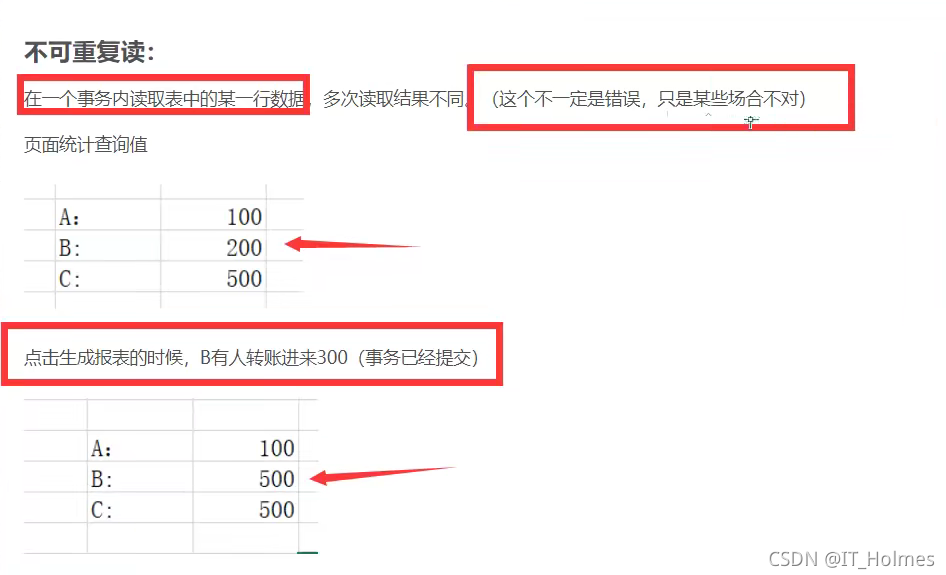 不可重复读:
在一个事务内读取表中的某一行数据，多次读取结果不同。（这个不一定是错误，只是某些场合不对）
页面统计查询值
A: 100
B: 200
C: 500
点击生成报表的时候，B有人转账进来300（事务已经提交）
A: 100
B: 500
C: 500
CSDN @IT_Holmes